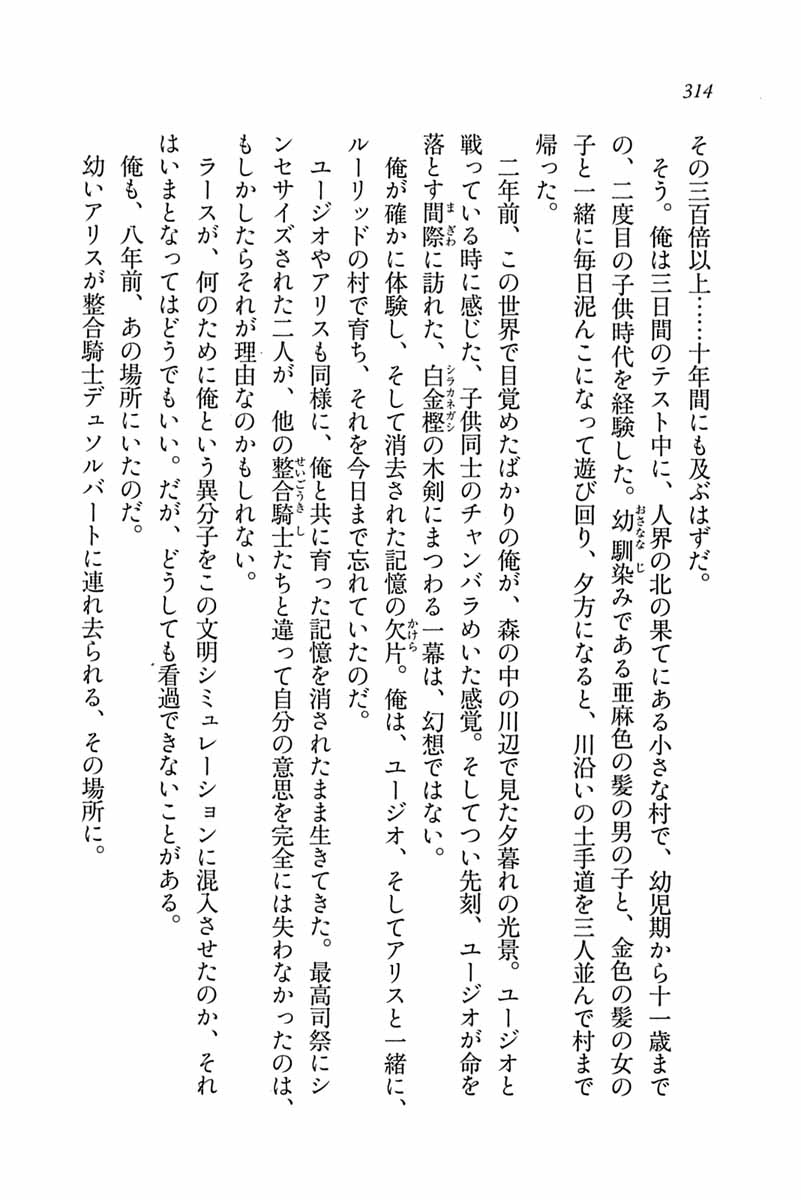 314
その三百倍以上……十年間にも及ぶはずだ。
そう。俺は三日間のテスト中に、人界の北の果てにある小さな村で、幼児期から十一歳まで
の、二度目の子供時代を経験した。幼馴染みである亜麻色の髪の男の子と、金色の髪の女の
子と一緒に毎日泥んこになって遊び回り、夕方になると、川沿いの土手道を三人並んで村まで
帰った。
二年前、この世界で目覚めたばかりの俺が、森の中の川辺で見た夕暮れの光景。ユージオと
戦っている時に感じた、子供同士のチャンバラめいた感覚。そしてつい先刻、ユージオが命を
落とす間際に訪れた、白金樫の木剣にまつわる一幕は、幻想ではない。
俺が確かに体験し、そして消去された記憶の欠片。俺は、ユージオ、そしてアリスと一緒に、
ルーリッドの村で育ち、それを今日まで忘れていたのだ。
ユージオやアリスも同様に、俺と共に育った記憶を消されたまま生きてきた。最高司祭にシ
ンセサイズされた二人が、他の整合騎士たちと違って自分の意思を完全には失わなかったのは、
もしかしたらそれが理由なのかもしれない。
ラースが、何のために俺という異分子をこの文明シミュレーションに混入させたのか、それ
はいまとなってはどうでもいい。だが、どうしても看過できないことがある。
俺も、八年前、あの場所にいたのだ。
幼いアリスが整合騎士デュソルバートに連れ去られる、その場所に。